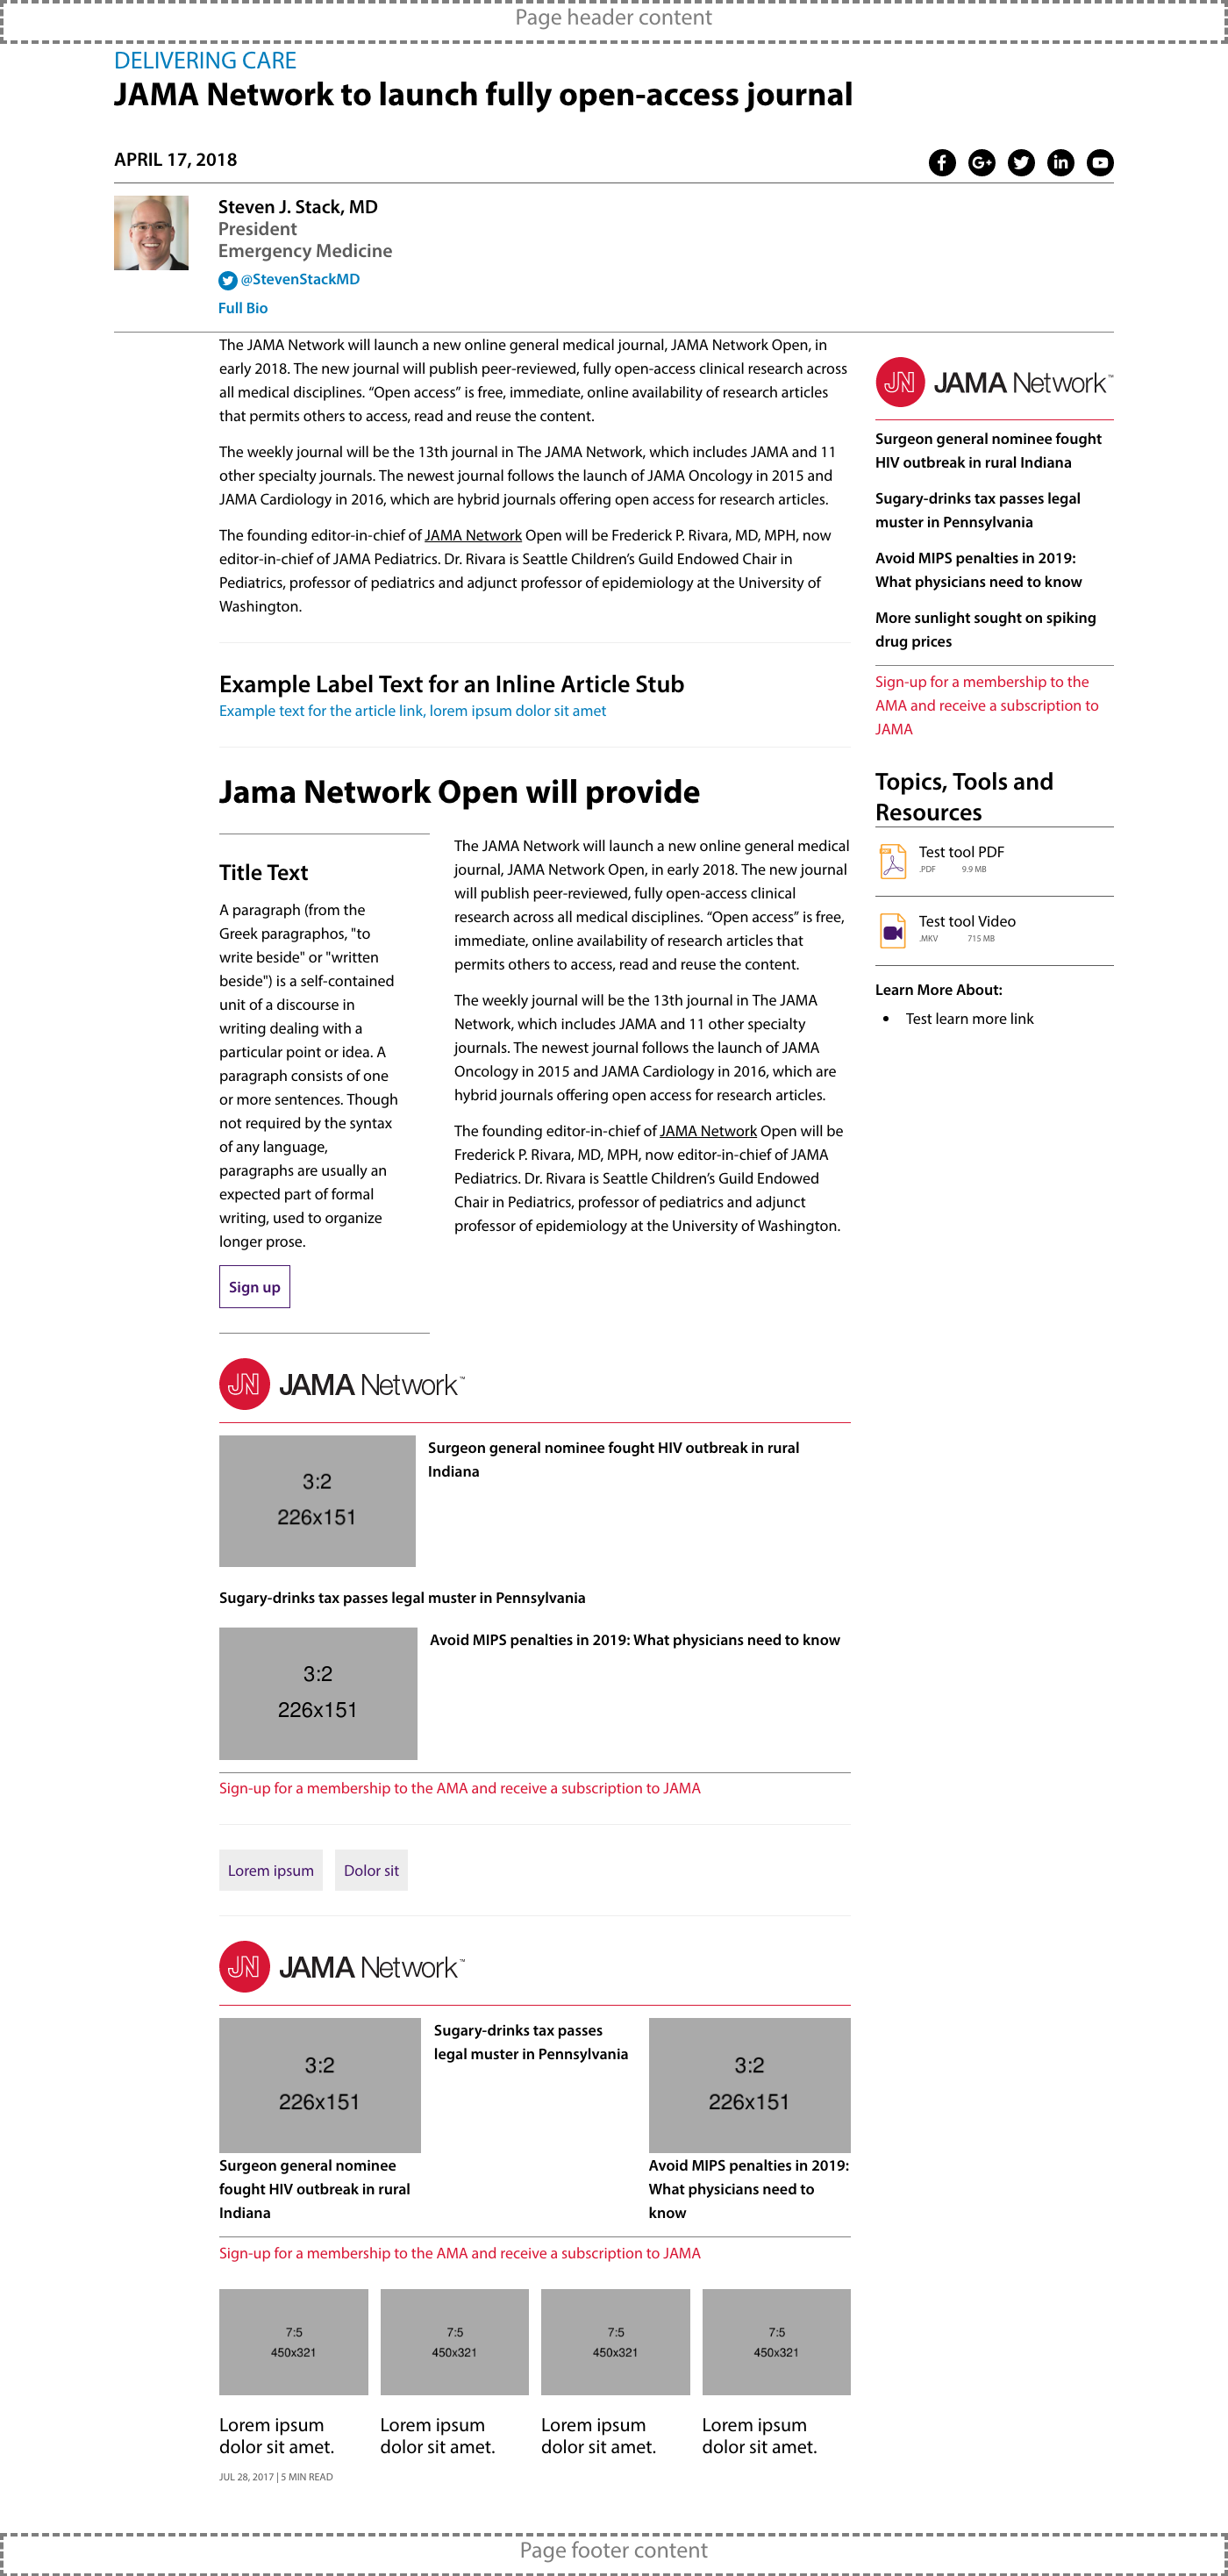 Page header content
DELIVERING CARE
JAMA Network to launch fully open-access journal
APRIL 17, 2018
Steven J. Stack, MD
President
Emergency Medicine
@StevenStackMD
Full Bio
The JAMA Network will launch a new online general medical journal, JAMA Network Open, in
early 2018. The new journal will publish peer-reviewed, fully open-access clinical research across
all medical disciplines. “Open access” is free, immediate, online availability of research articles
that permits others to access, read and reuse the content.
The weekly journal will be the 13th journal in The JAMA Network, which includes JAMA and 11
other specialty journals. The newest journal follows the launch of JAMA Oncology in 2015 and
JAMA Cardiology in 2016, which are hybrid journals offering open access for research articles.
The founding editor-in-chief of JAMA Network Open will be Frederick P. Rivara, MD, MPH, now
editor-in-chief of JAMA Pediatrics. Dr. Rivara is Seattle Children’s Guild Endowed Chair in
Pediatrics, professor of pediatrics and adjunct professor of epidemiology at the University of
Washington.
Example Label Text for an Inline Article Stub
Example text for the article link, lorem ipsum dolor sit amet
Jama Network Open will provide
Title Text
A paragraph (from the
Greek paragraphos, "to
write beside" or "written
beside") is a self-contained
unit of a discourse in
writing dealing with a
particular point or idea. A
paragraph consists of one
or more sentences. Though
not required by the syntax
of any language,
paragraphs are usually an
expected part of formal
writing, used to organize
longer prose.
Sign up
The JAMA Network will launch a new online general medical
journal, JAMA Network Open, in early 2018. The new journal
will publish peer-reviewed, fully open-access clinical
research across all medical disciplines. “Open access” is free,
immediate, online availability of research articles that
permits others to access, read and reuse the content.
The weekly journal will be the 13th journal in The JAMA
Network, which includes JAMA and 11 other specialty
journals. The newest journal follows the launch of JAMA
Oncology in 2015 and JAMA Cardiology in 2016, which are
hybrid journals offering open access for research articles.
The founding editor-in-chief of JAMA Network Open will be
Frederick P. Rivara, MD, MPH, now editor-in-chief of JAMA
Pediatrics. Dr. Rivara is Seattle Children’s Guild Endowed
Chair in Pediatrics, professor of pediatrics and adjunct
professor of epidemiology at the University of Washington.
JN JAMA Network™
3:2
226x151
Surgeon general nominee fought HIV outbreak in rural
Indiana
Sugary-drinks tax passes legal muster in Pennsylvania
3:2
226x151
Avoid MIPS penalties in 2019: What physicians need to know
Sign-up for a membership to the AMA and receive a subscription to JAMA
Lorem ipsum
Dolor sit
JN JAMA Network™
3:2
226x151
Surgeon general nominee
fought HIV outbreak in rural
Indiana
Sugary-drinks tax passes
legal muster in Pennsylvania
3:2
226x151
Avoid MIPS penalties in 2019:
What physicians need to
know
Sign-up for a membership to the AMA and receive a subscription to JAMA
7:5
450x321
Lorem ipsum
dolor sit amet.
JUL 28, 2017 | 5 MIN READ
7:5
450x321
Lorem ipsum
dolor sit amet.
7:5
450x321
Lorem ipsum
dolor sit amet.
7:5
450x321
Lorem ipsum
dolor sit amet.
JN JAMA Network™
Surgeon general nominee fought
HIV outbreak in rural Indiana
Sugary-drinks tax passes legal
muster in Pennsylvania
Avoid MIPS penalties in 2019:
What physicians need to know
More sunlight sought on spiking
drug prices
Sign-up for a membership to the
AMA and receive a subscription to
JAMA
Topics, Tools and
Resources
Test tool PDF
.PDF 9.9 MB
Test tool Video
.MKV 715 MB
Learn More About:
Test learn more link
Page footer content